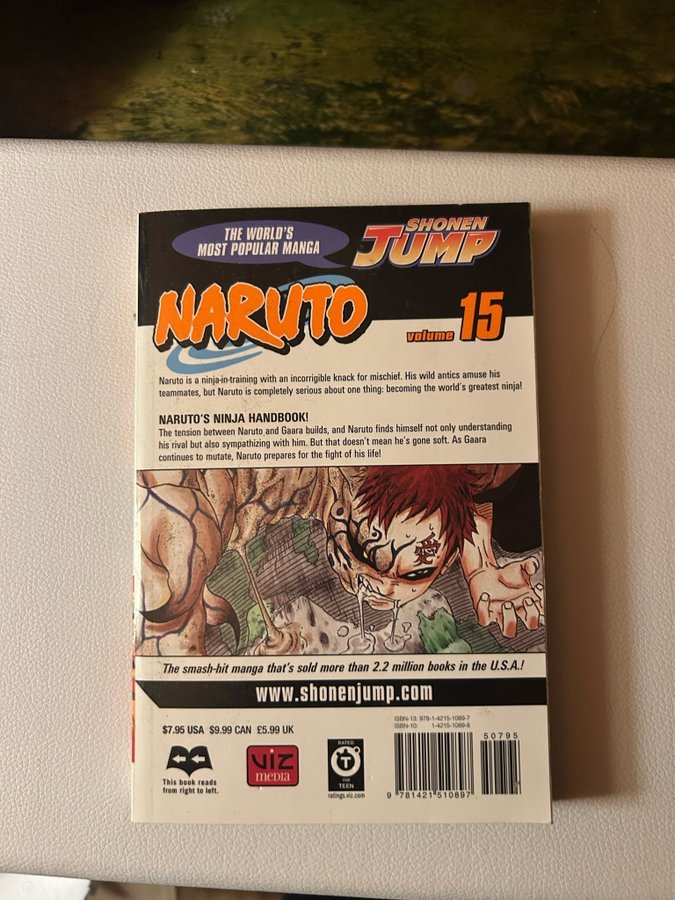 THE WORLD'S
MOST POPULAR MANGA
SHONEN
JUMP
NARUTO
volume 15
Naruto is a ninja-in-training with an incorrigible knack for mischief. His wild antics amuse his
teammates, but Naruto is completely serious about one thing: becoming the world's greatest ninja!
NARUTO'S NINJA HANDBOOK!
The tension between Naruto and Gaara builds, and Naruto finds himself not only understanding
his rival but also sympathizing with him. But that doesn't mean he's gone soft. As Gaara
continues to mutate, Naruto prepares for the fight of his life!
愛
The smash-hit manga that's sold more than 2.2 million books in the U.S.A.!
www.shonenjump.com
$7.95 USA $9.99 CAN £5.99 UK
ISBN-13: 978-1-4215-1089-7
ISBN-10: 1-4215-1089-6
50795
This book reads
from right to left.
VIZ
MEDIA
RATED
T
FOR
TEEN
ratings.viz.com
9 781421 510897